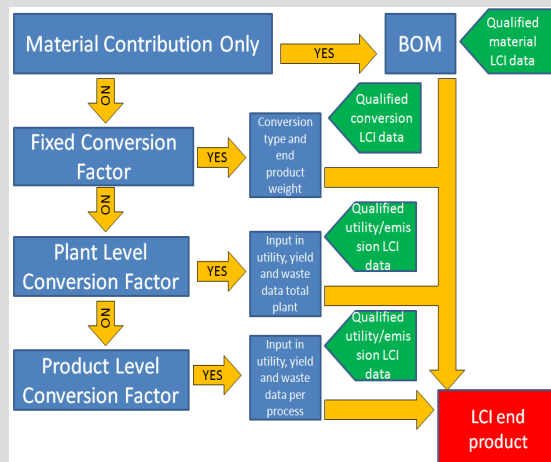 Material Contribution Only
YES
BOM
Qualified
material
LCI data
NO
Fixed Conversion
Factor
YES
Conversion
type and
end
product
weight
Qualified
conversion
LCI data
NO
Plant Level
Conversion Factor
YES
Input in
utility, yield
and waste
data total
plant
Qualified
utility/emis
sion LCI
data
NO
Product Level
Conversion Factor
YES
Input in
utility, yield
and waste
data per
process
Qualified
utility/emis
sion LCI
data
LCI end
product